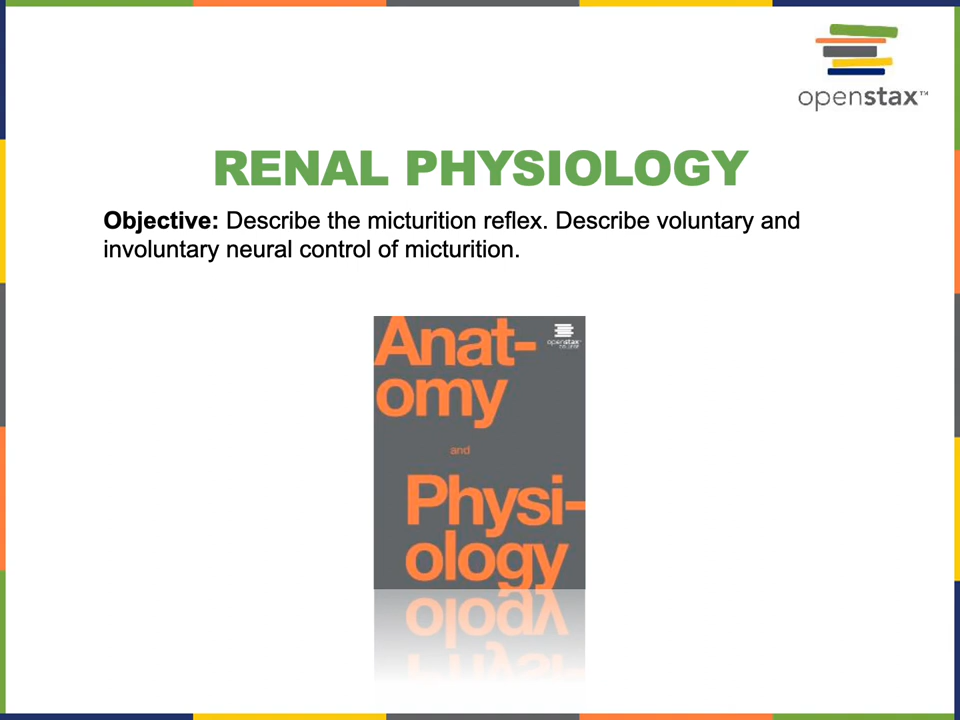 openstax™
RENAL PHYSIOLOGY
Objective: Describe the micturition reflex. Describe voluntary and
involuntary neural control of micturition.
Anat-
openstax
omy
and
Physi-
ology